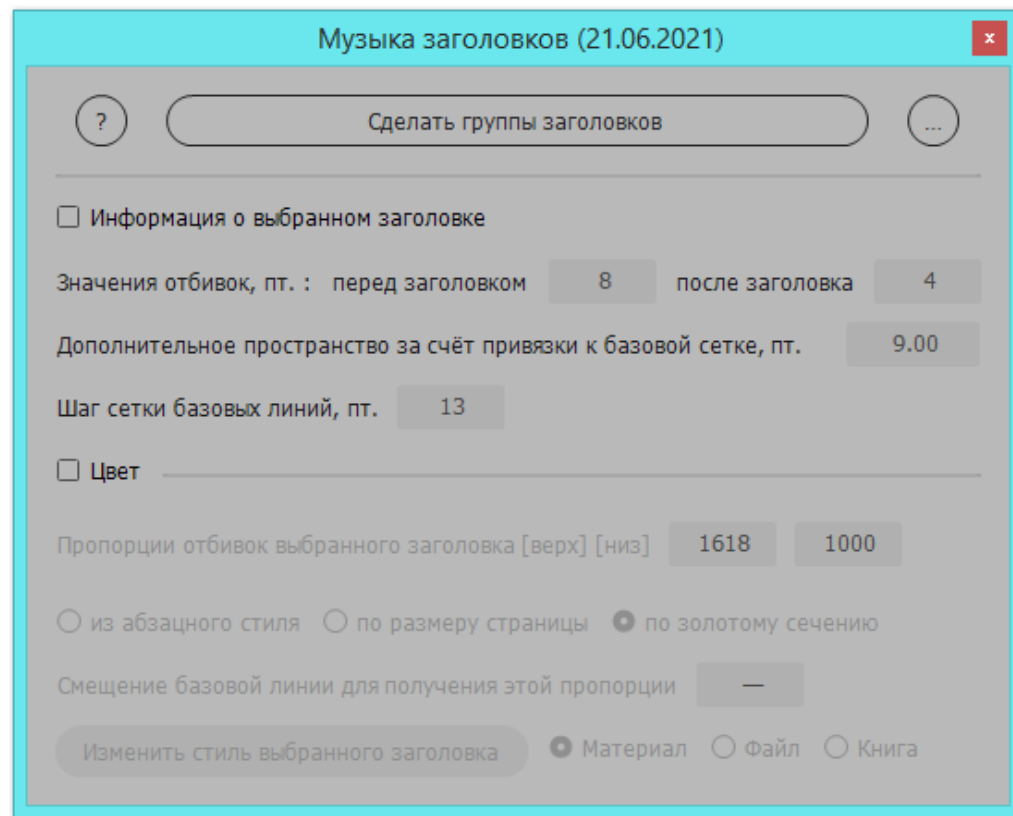 Музыка заголовков (21.06.2021)
x
? Сделать группы заголовков ...
Информация о выбранном заголовке
Значения отбивок, пт. : перед заголовком 8 после заголовка 4
Дополнительное пространство за счёт привязки к базовой сетке, пт. 9.00
Шаг сетки базовых линий, пт. 13
Цвет
Пропорции отбивок выбранного заголовка [верх] [низ] 1618 1000
из абзацного стиля по размеру страницы по золотому сечению
Смещение базовой линии для получения этой пропорции —
Изменить стиль выбранного заголовка Материал Файл Книга